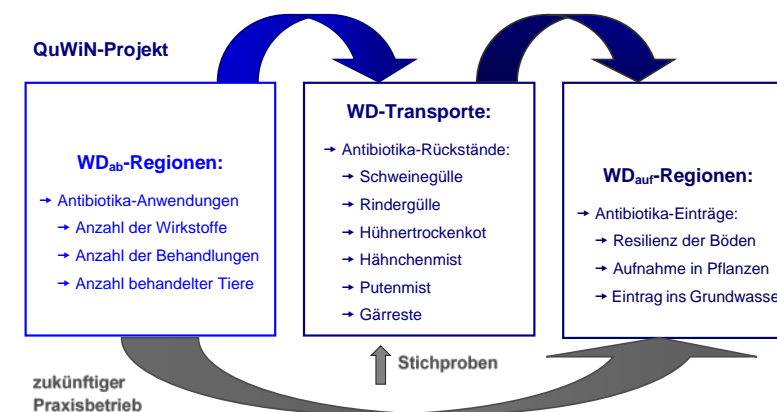 QuWiN-Projekt
WDab-Regionen:
→ Antibiotika-Anwendungen
→ Anzahl der Wirkstoffe
→ Anzahl der Behandlungen
→ Anzahl behandelter Tiere
WD-Transporte:
→ Antibiotika-Rückstände:
→ Schweinegülle
→ Rindergülle
→ Hühnertrockenkot
→ Hähnchenmist
→ Putenmist
→ Gärreste
WDauf-Regionen:
→ Antibiotika-Einträge:
→ Resilienz der Böden
→ Aufnahme in Pflanzen
→ Eintrag ins Grundwasse
Stichproben
zukünftiger
Praxisbetrieb